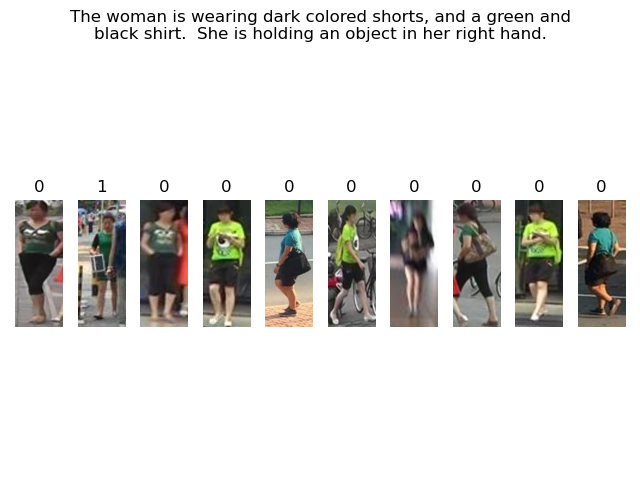 The woman is wearing dark colored shorts, and a green and
black shirt.  She is holding an object in her right hand.
0 1 0 0 0 0 0 0 0 0